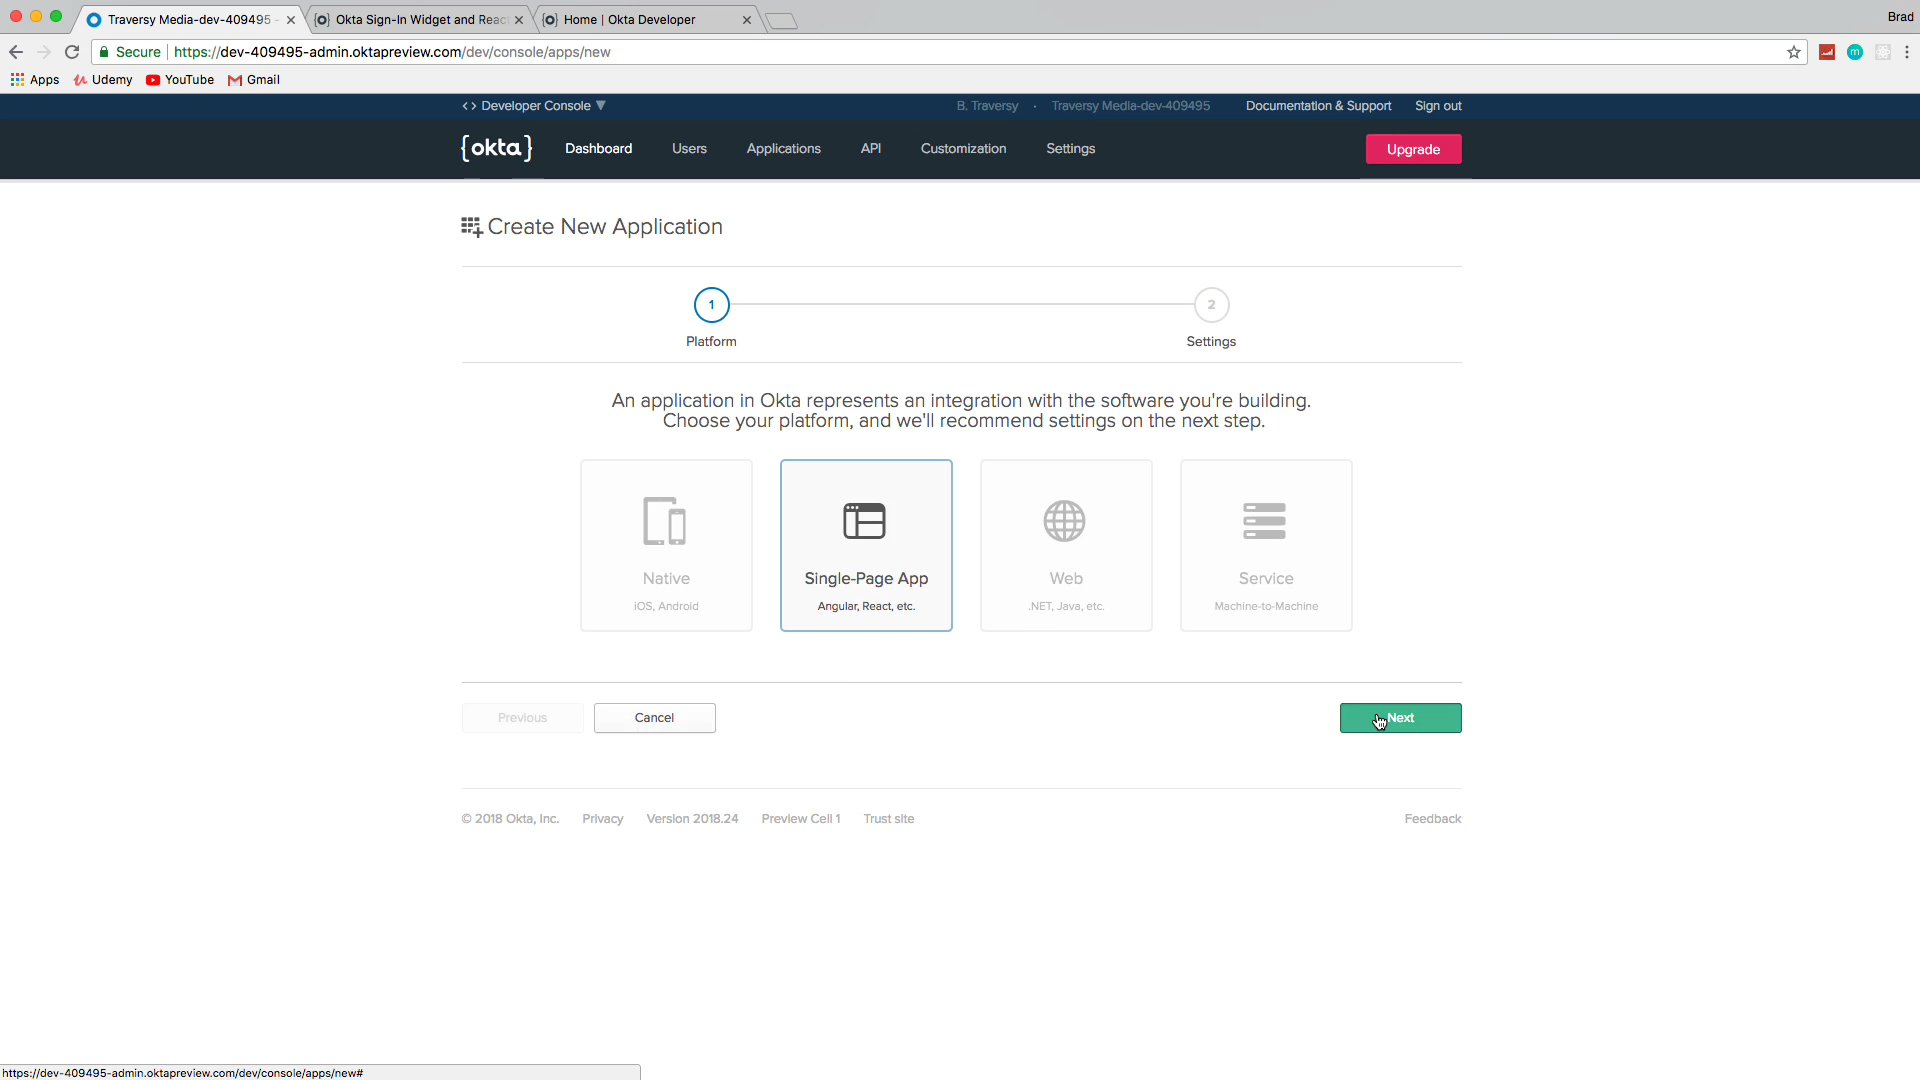 Traversy Media-dev-409495 -
Okta Sign-In Widget and Reac
Home | Okta Developer
Brad
Secure
https://dev-409495-admin.oktapreview.com/dev/console/apps/new
Apps
Udemy
YouTube
Gmail
<> Developer Console
B. Traversy · Traversy Media-dev-409495
Documentation & Support
Sign out
{okta}
Dashboard
Users
Applications
API
Customization
Settings
Upgrade
Create New Application
1
2
Platform
Settings
An application in Okta represents an integration with the software you're building.
Choose your platform, and we'll recommend settings on the next step.
Native
iOS, Android
Single-Page App
Angular, React, etc.
Web
.NET, Java, etc.
Service
Machine-to-Machine
Previous
Cancel
Next
© 2018 Okta, Inc.
Privacy
Version 2018.24
Preview Cell 1
Trust site
Feedback
https://dev-409495-admin.oktapreview.com/dev/console/apps/new#